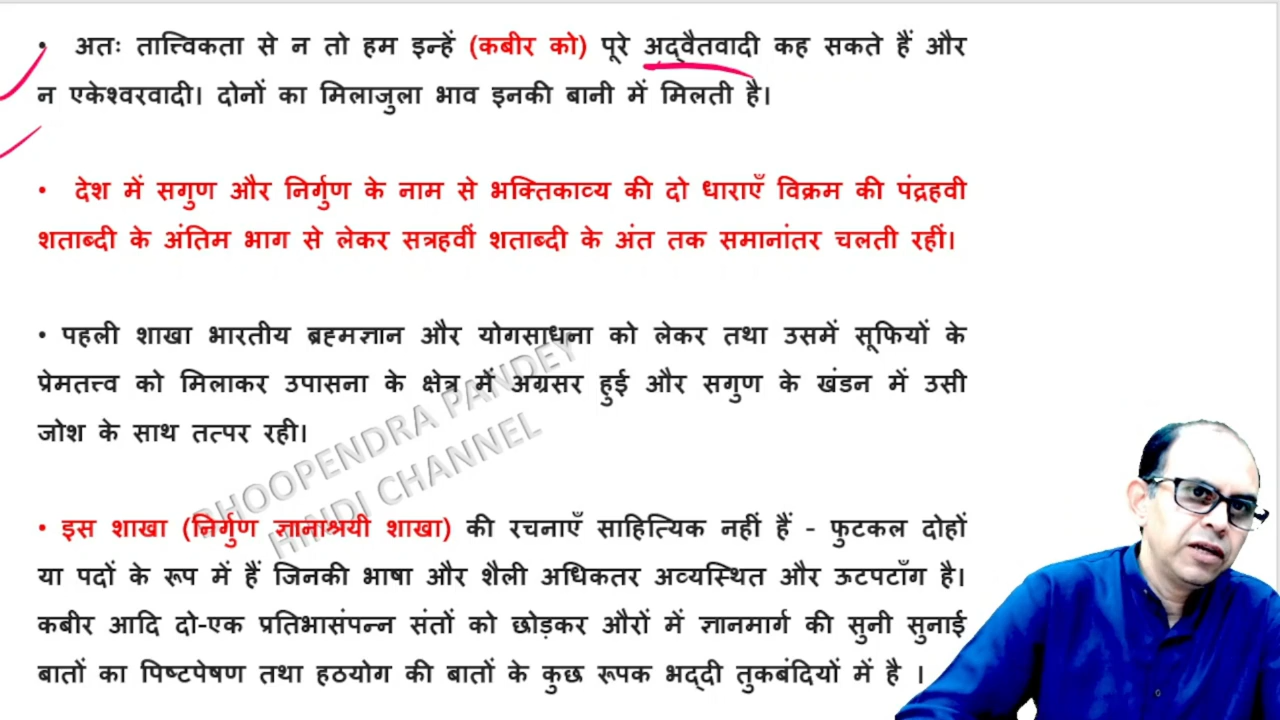 • अतः तात्त्विकता से न तो हम इन्हें (कबीर को) पूरे अद्वैतवादी कह सकते हैं और
न एकेश्वरवादी। दोनों का मिलाजुला भाव इनकी बानी में मिलती है।
• देश में सगुण और निर्गुण के नाम से भक्तिकाव्य की दो धाराएँ विक्रम की पंद्रहवी
शताब्दी के अंतिम भाग से लेकर सत्रहवीं शताब्दी के अंत तक समानांतर चलती रहीं।
• पहली शाखा भारतीय ब्रह्मज्ञान और योगसाधना को लेकर तथा उसमें सूफियों के
प्रेमतत्त्व को मिलाकर उपासना के क्षेत्र में अग्रसर हुई और सगुण के खंडन में उसी
जोश के साथ तत्पर रही।
• इस शाखा (निर्गुण ज्ञानाश्रयी शाखा) की रचनाएँ साहित्यिक नहीं हैं - फुटकल दोहों
या पदों के रूप में हैं जिनकी भाषा और शैली अधिकतर अव्यस्थित और ऊटपटाँग है।
कबीर आदि दो-एक प्रतिभासंपन्न संतों को छोड़कर औरों में ज्ञानमार्ग की सुनी सुनाई
बातों का पिष्टपेषण तथा हठयोग की बातों के कुछ रूपक भद्दी तुकबंदियों में है ।
BHOOPENDRA PANDEY
HINDI CHANNEL